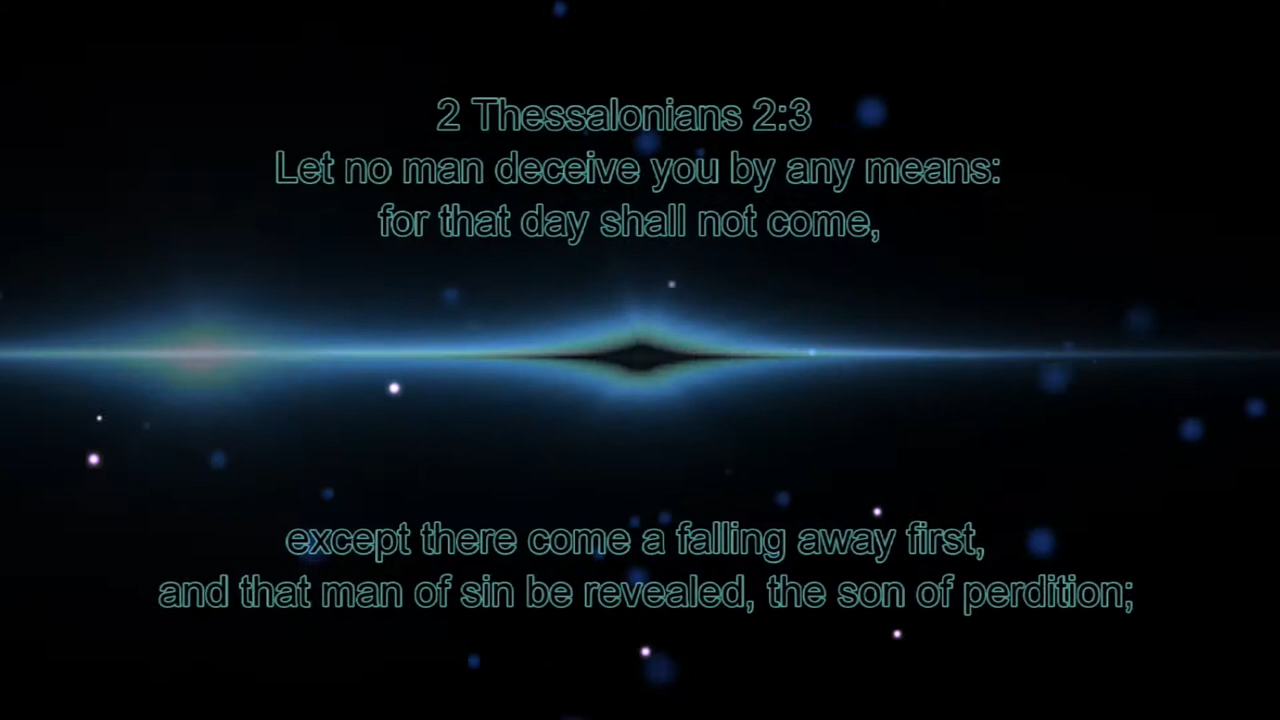 2 Thessalonians 2:3
Let no man deceive you by any means:
for that day shall not come,
except there come a falling away first,
and that man of sin be revealed, the son of perdition;